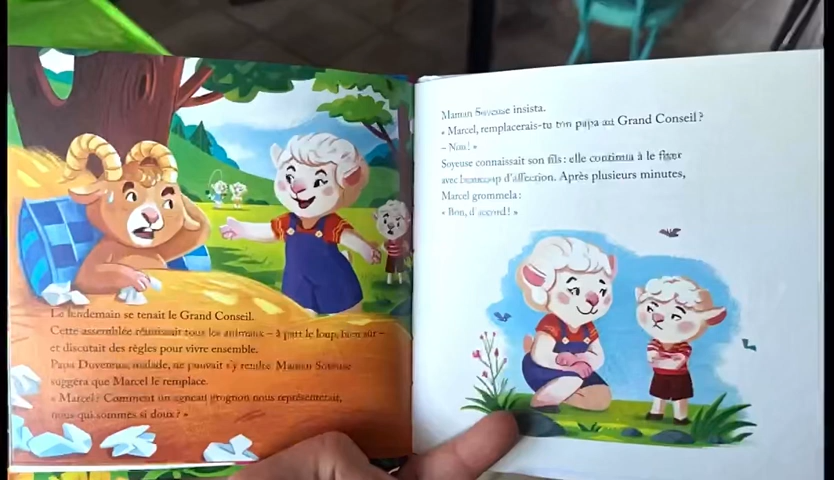 Le lendemain se tenait le Grand Conseil.
Cette assemblée réunissait tous les animaux – à part le loup, bien sûr –
et discutait des règles pour vivre ensemble.
Papa Duveneux, malade, ne pouvait s'y rendre. Maman Soyeuse
suggéra que Marcel le remplace.
« Marcel ? Comment un agneau grognon nous représenterait,
nous qui sommes si doux ? »
Maman Soyeuse insista.
« Marcel, remplacerais-tu ton papa au Grand Conseil ?
– Non ! »
Soyeuse connaissait son fils : elle continua à le fixer
avec beaucoup d'affection. Après plusieurs minutes,
Marcel grommela :
« Bon, d'accord ! »